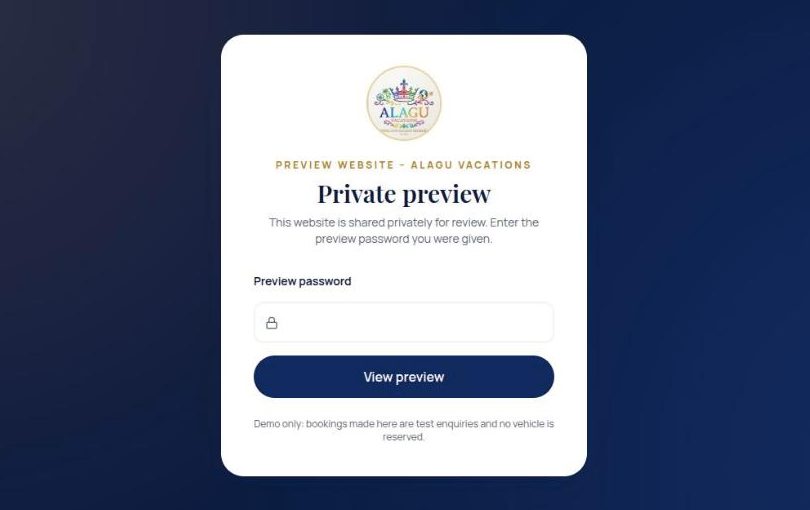 ALAGU
PREVIEW WEBSITE – ALAGU VACATIONS
Private preview
This website is shared privately for review. Enter the
preview password you were given.
Preview password
View preview
Demo only: bookings made here are test enquiries and no vehicle is
reserved.